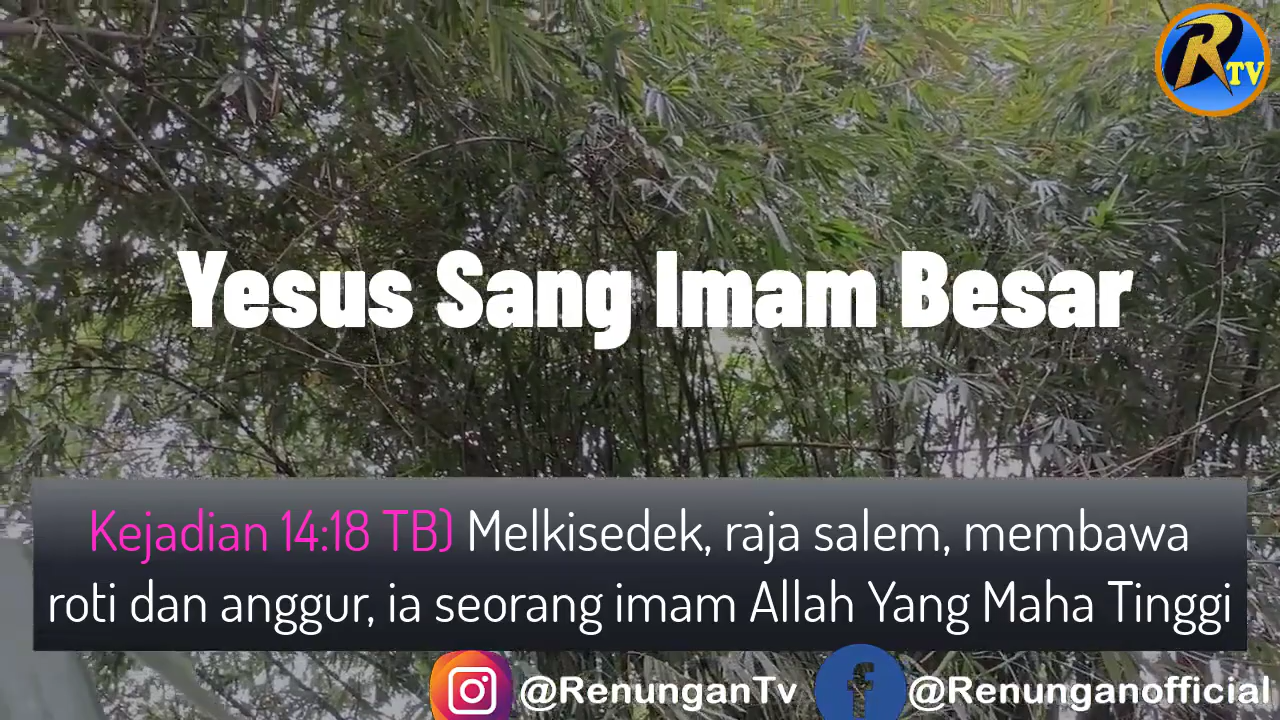 R TV
Yesus Sang Imam Besar
Kejadian 14:18 TB) Melkisedek, raja salem, membawa
roti dan anggur, ia seorang imam Allah Yang Maha Tinggi
@RenunganTv @Renunganofficial